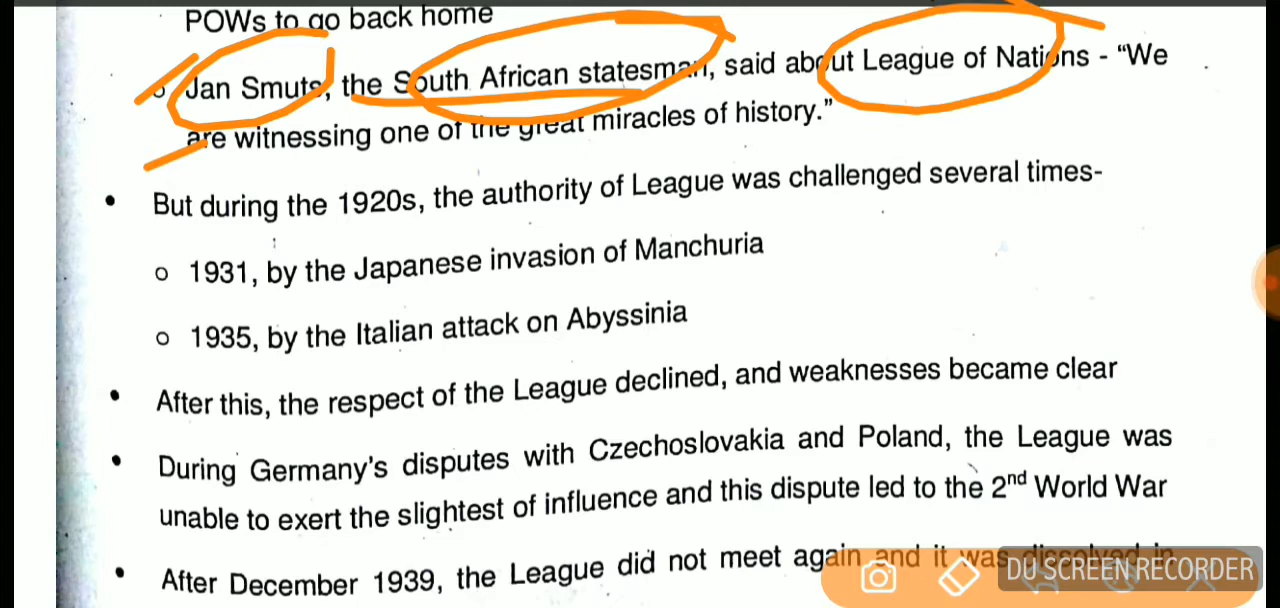 POWs to go back home
o Jan Smuts, the South African statesman, said about League of Nations - “We
are witnessing one of the great miracles of history.”
• But during the 1920s, the authority of League was challenged several times-
o 1931, by the Japanese invasion of Manchuria
o 1935, by the Italian attack on Abyssinia
• After this, the respect of the League declined, and weaknesses became clear
• During Germany’s disputes with Czechoslovakia and Poland, the League was
unable to exert the slightest of influence and this dispute led to the 2nd World War
• After December 1939, the League did not meet again and it was dissolved in
DU SCREEN RECORDER